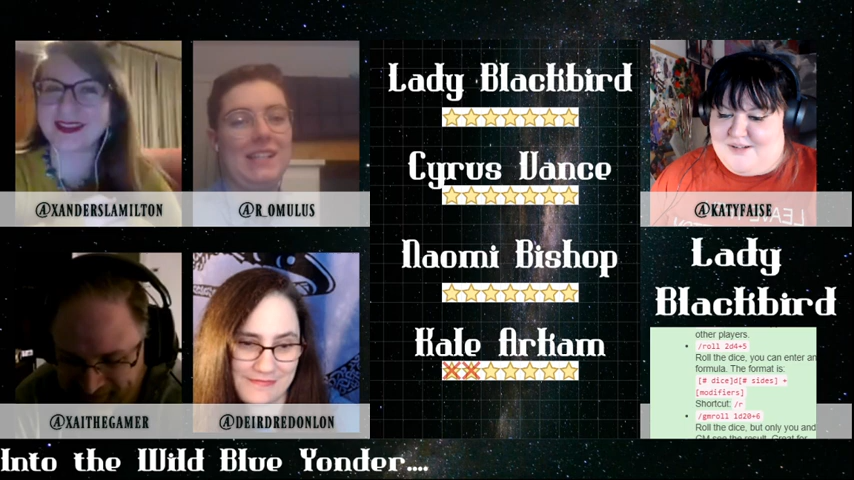 Lady Blackbird
Cyrus Vance
Naomi Bishop
Kale Arkam
@XANDERSLAMILTON
@R_OMULUS
@KATYFAISE
@XAITHEGAMER
@DEIRDREDONLON
Lady
Blackbird
other players.
/roll 2d4+5
Roll the dice, you can enter an
formula. The format is:
[# dice]d[# sides] +
[modifiers]
Shortcut: /r
/gmroll 1d20+6
Roll the dice, but only you and
GM see the result. Great for
Into the Wild Blue Yonder....